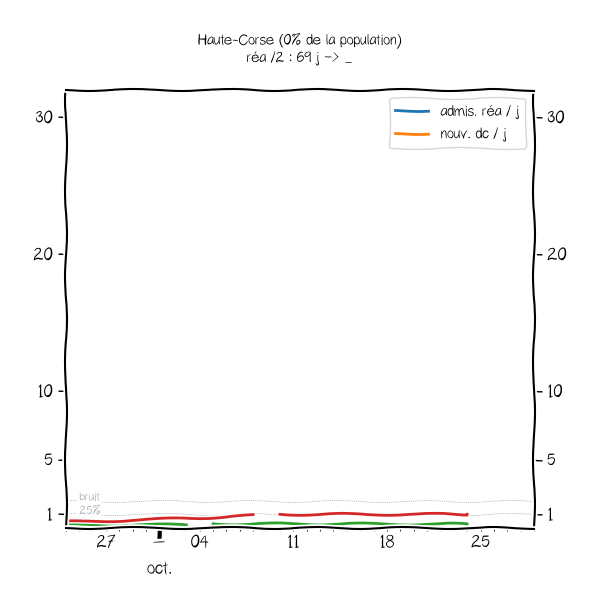 Haute-Corse (0% de la population)
réa /2 : 69 j -> _
admis. réa / j
nouv. dc / j
30
30
20
20
10
10
5
5
bruit
25%
1
1
27
04
11
18
25
oct.